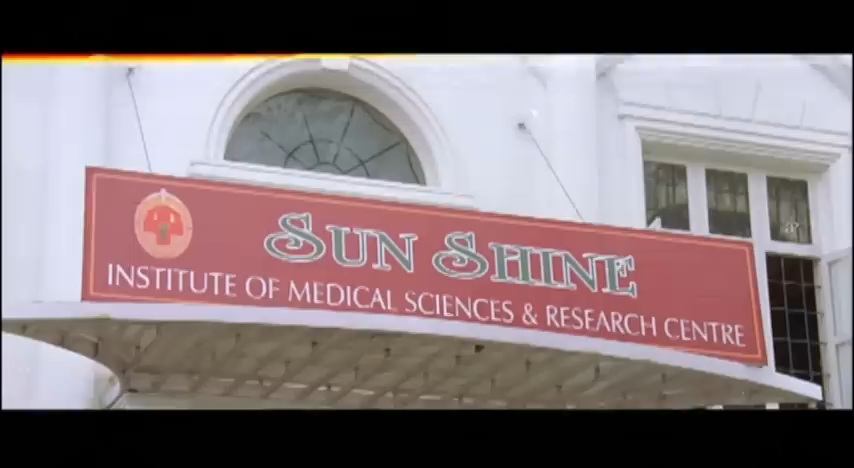 SUN SHINE
INSTITUTE OF MEDICAL SCIENCES & RESEARCH CENTRE